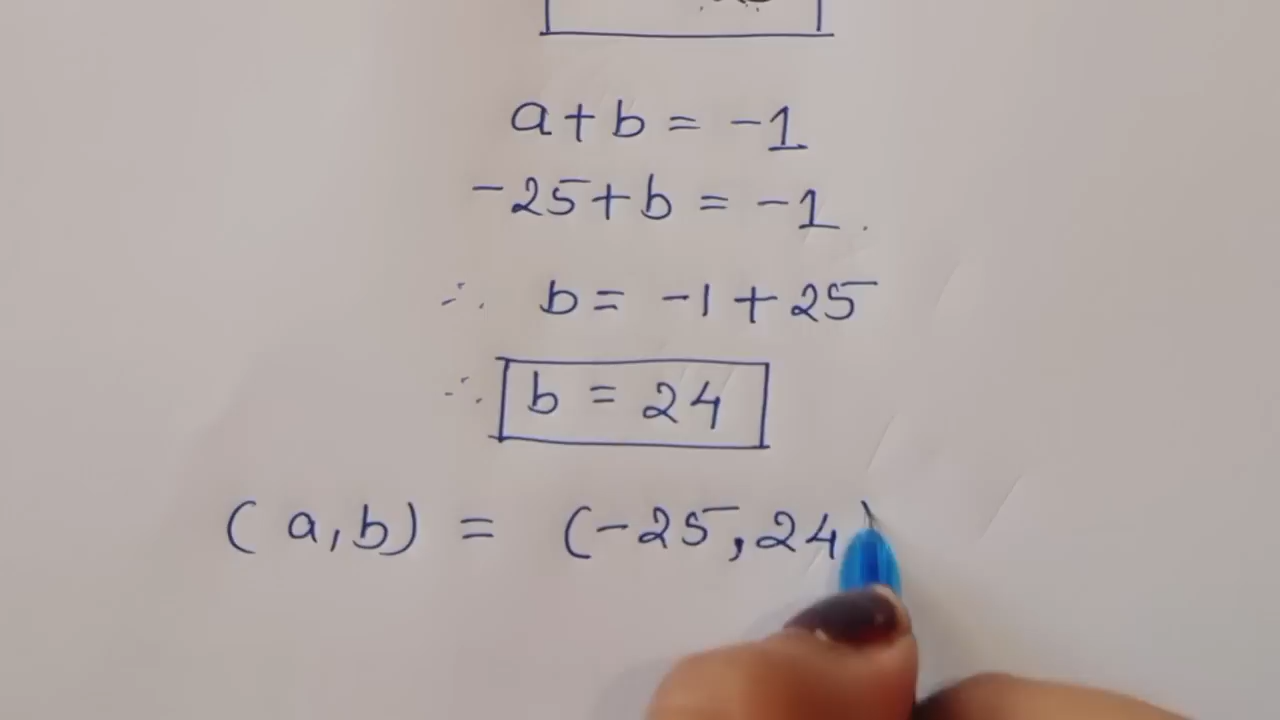 a+b = -1
-25+b = -1.
∴ b = -1+25
∴ b = 24
(a,b) = (-25,24)